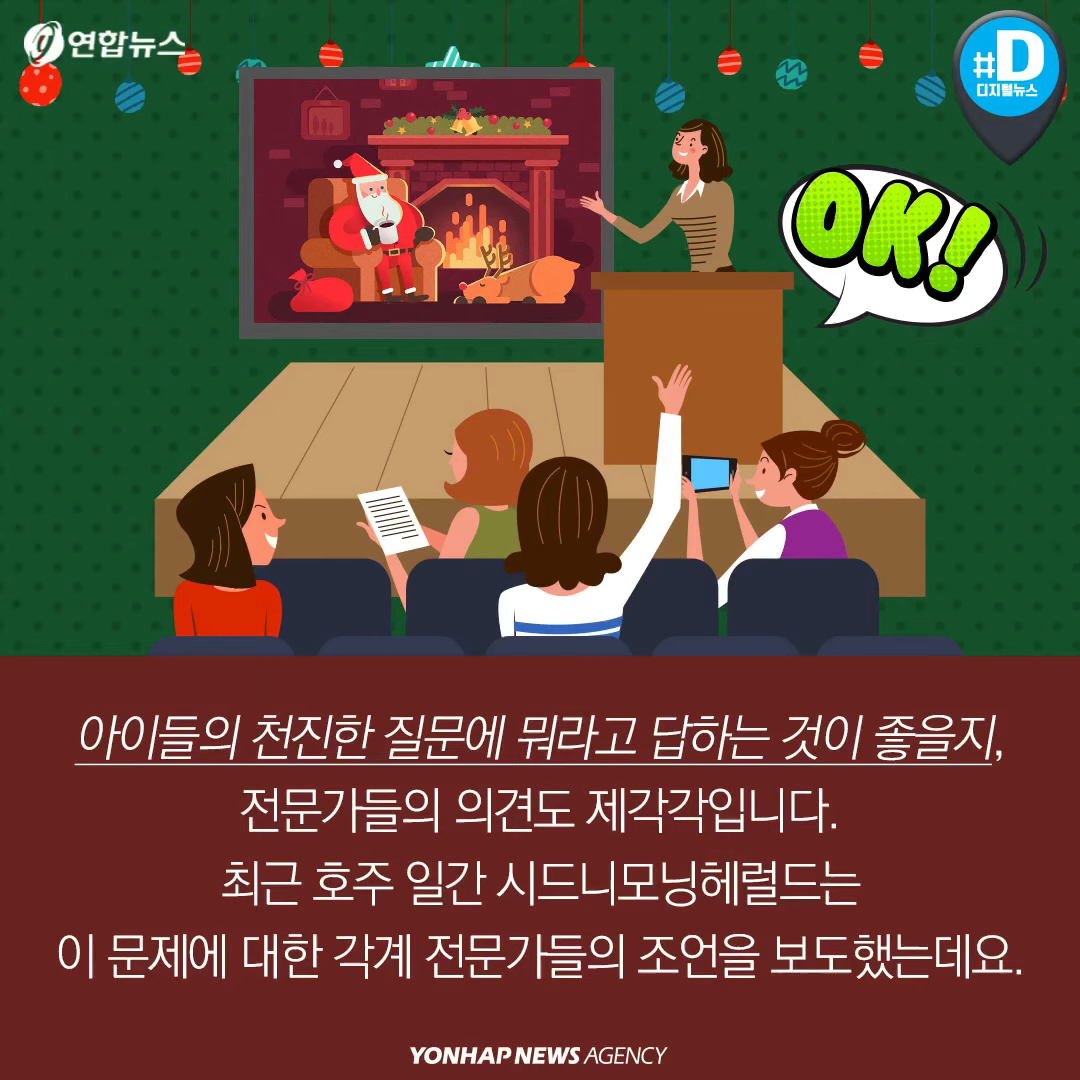 연합뉴스
#D
디지털뉴스
OK!
아이들의 천진한 질문에 뭐라고 답하는 것이 좋을지,
전문가들의 의견도 제각각입니다.
최근 호주 일간 시드니모닝헤럴드는
이 문제에 대한 각계 전문가들의 조언을 보도했는데요.
YONHAP NEWS AGENCY